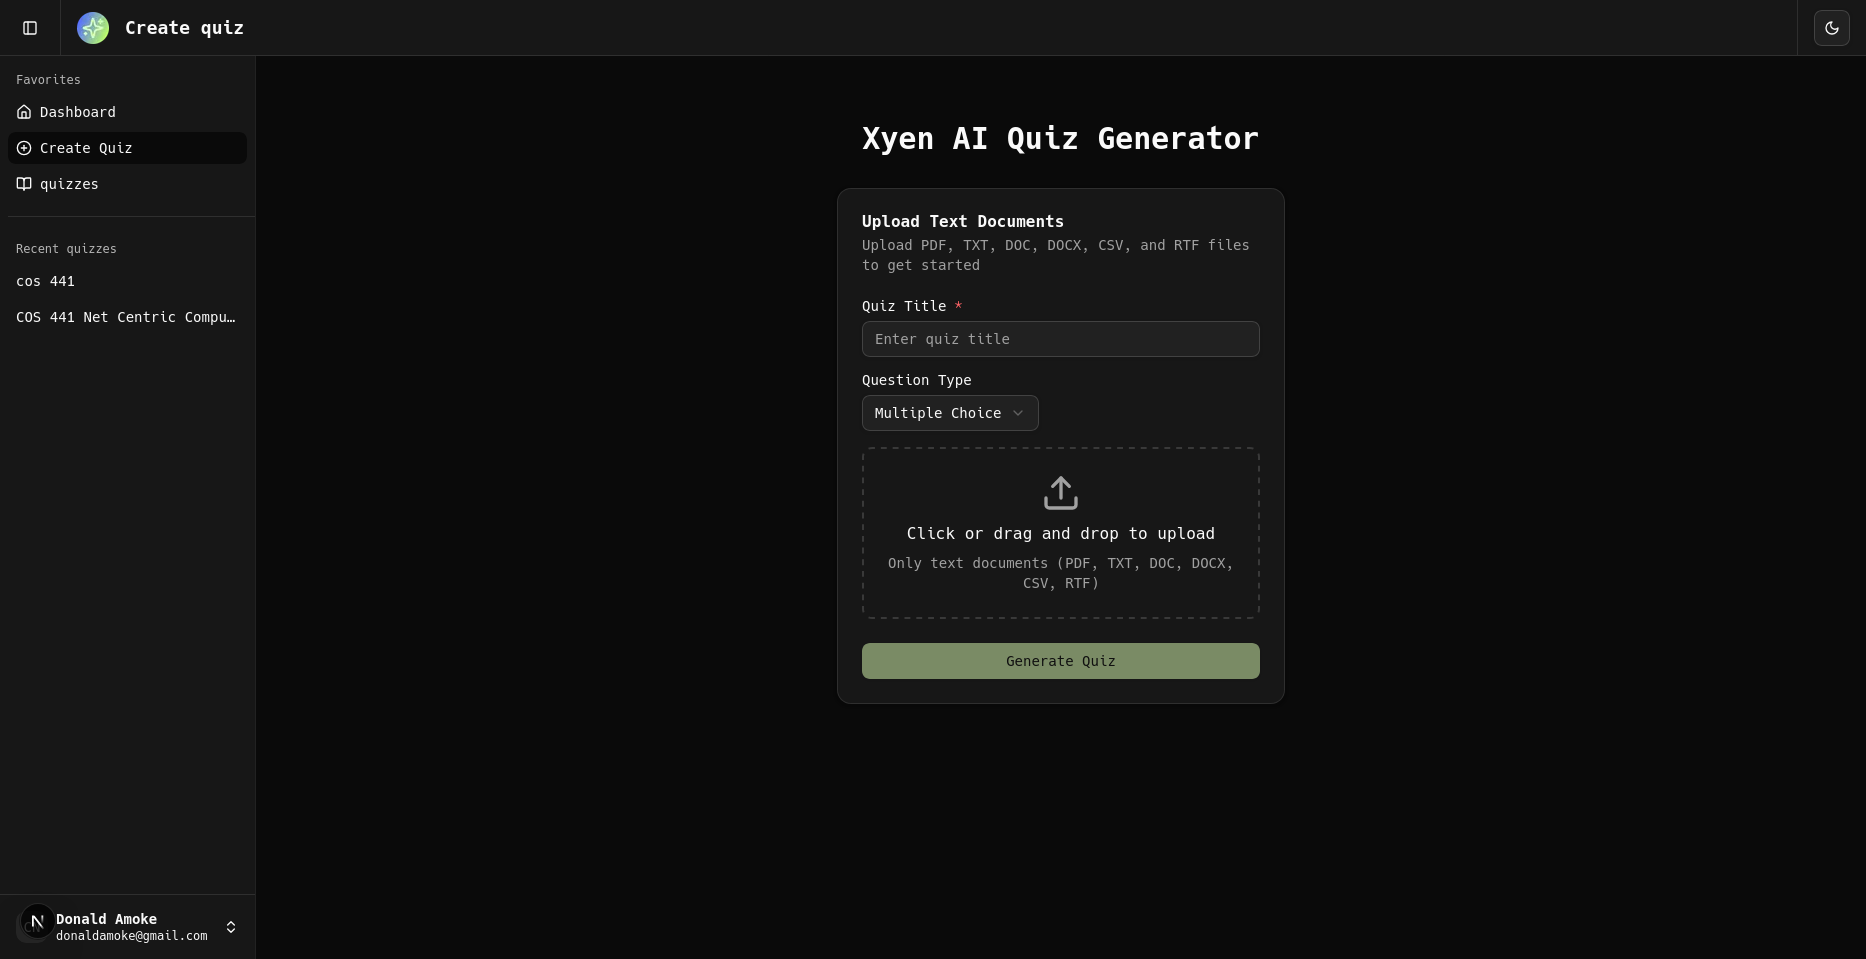 Create quiz
Favorites
Dashboard
Create Quiz
quizzes
Recent quizzes
cos 441
COS 441 Net Centric Compu…
Xyen AI Quiz Generator
Upload Text Documents
Upload PDF, TXT, DOC, DOCX, CSV, and RTF files
to get started
Quiz Title *
Enter quiz title
Question Type
Multiple Choice
Click or drag and drop to upload
Only text documents (PDF, TXT, DOC, DOCX,
CSV, RTF)
Generate Quiz
N
Donald Amoke
donaldamoke@gmail.com